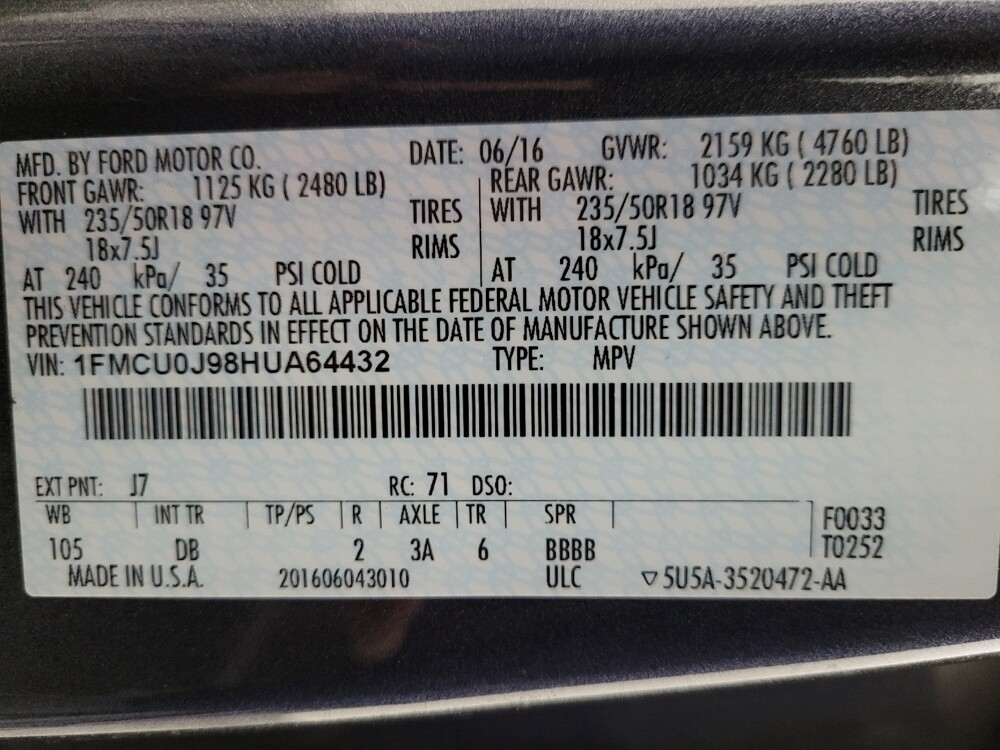 MFD. BY FORD MOTOR CO. DATE: 06/16 GVWR: 2159 KG ( 4760 LB)
FRONT GAWR: 1125 KG ( 2480 LB) REAR GAWR: 1034 KG ( 2280 LB)
WITH 235/50R18 97V TIRES WITH 235/50R18 97V TIRES
18x7.5J RIMS 18x7.5J RIMS
AT 240 kPa/ 35 PSI COLD AT 240 kPa/ 35 PSI COLD
THIS VEHICLE CONFORMS TO ALL APPLICABLE FEDERAL MOTOR VEHICLE SAFETY AND THEFT
PREVENTION STANDARDS IN EFFECT ON THE DATE OF MANUFACTURE SHOWN ABOVE.
VIN: 1FMCU0J98HUA64432 TYPE: MPV
EXT PNT: J7 RC: 71 DSO:
WB INT TR TP/PS R AXLE TR SPR F0033
105 DB 2 3A 6 BBBB T0252
MADE IN U.S.A. 201606043010 ULC ▽5U5A-3520472-AA